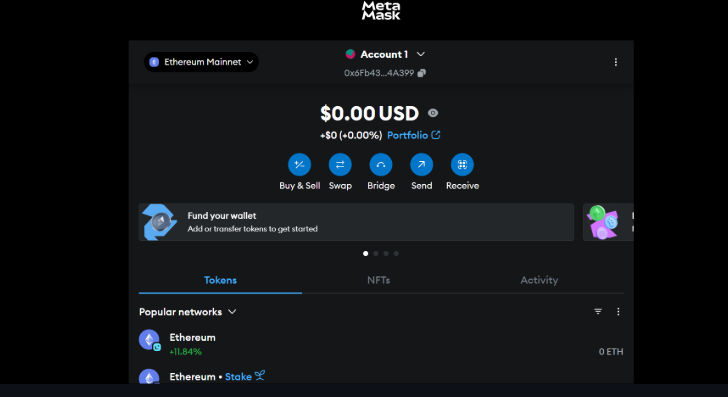 Meta
Mask
Ethereum Mainnet
Account 1
0x6Fb43...4A399
$0.00 USD
+$0 (+0.00%) Portfolio
Buy & Sell Swap Bridge Send Receive
Fund your wallet
Add or transfer tokens to get started
Tokens NFTs Activity
Popular networks
Ethereum
+11.84% 0 ETH
Ethereum • Stake